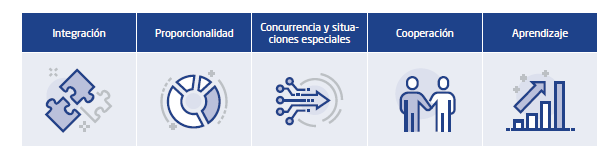 Integración
Proporcionalidad
Concurrencia y situa-
ciones especiales
Cooperación
Aprendizaje